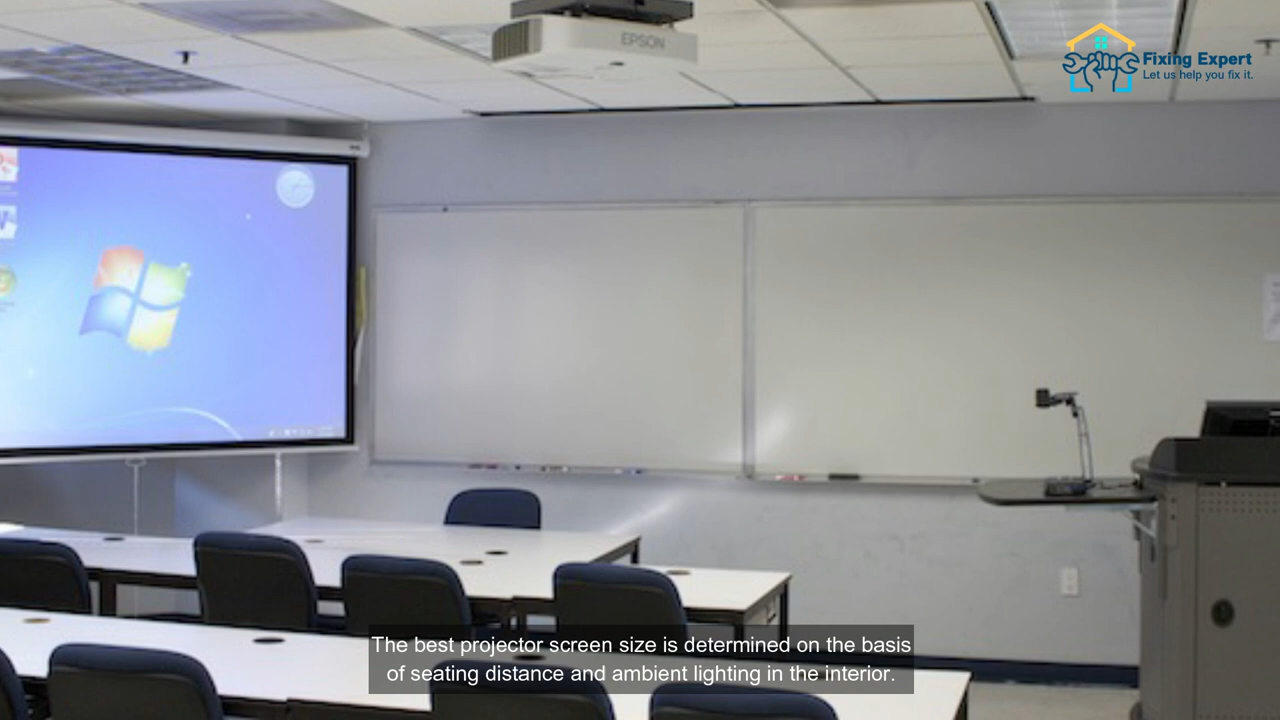 EPSON
Fixing Expert
Let us help you fix it.
The best projector screen size is determined on the basis
of seating distance and ambient lighting in the interior.